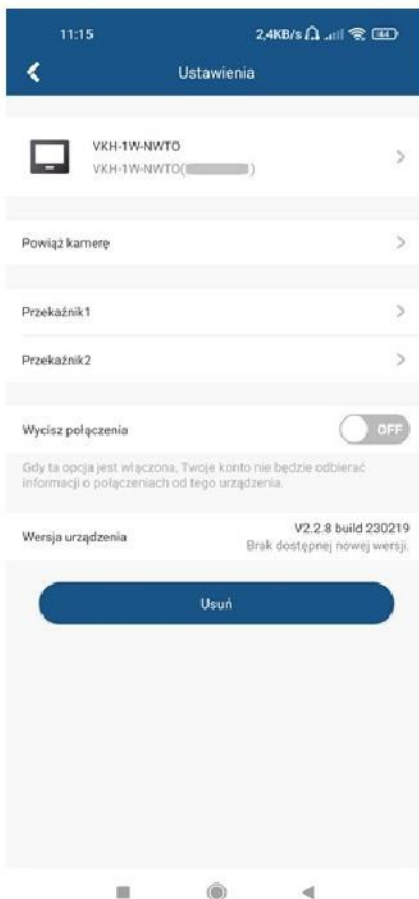 11:15
2,4KB/s 44
Ustawienia
VKH-1W-NWTO
VKH-1W-NWTO( )
Powiąż kamerę
Przekaźnik1
Przekaźnik2
Wycisz połączenia
OFF
Gdy ta opcja jest włączona, Twoje konto nie będzie odbierać
informacji o połączeniach od tego urządzenia.
V2.2.8 build 230219
Wersja urządzenia
Brak dostępnej nowej wersji.
Usuń